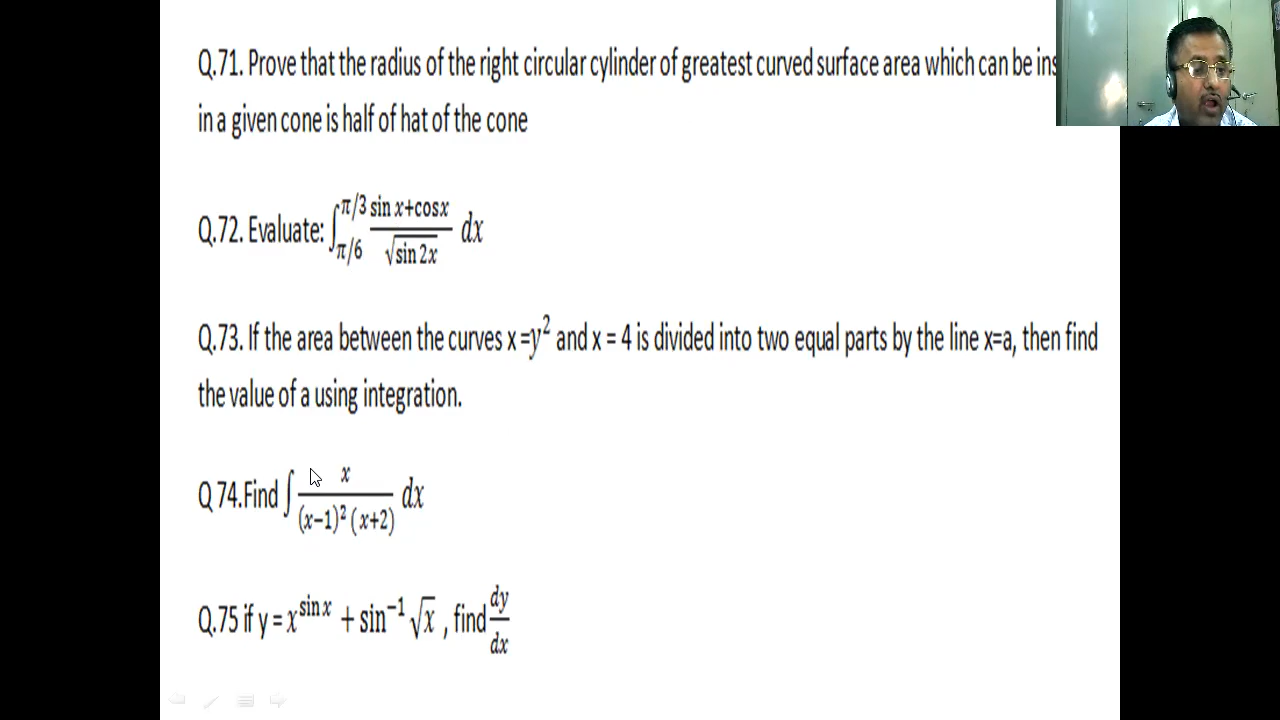 Q.71. Prove that the radius of the right circular cylinder of greatest curved surface area which can be ins
in a given cone is half of hat of the cone
Q.72. Evaluate: ∫_{π/6}^{π/3} (sin x+cosx)/(√(sin 2x)) dx
Q.73. If the area between the curves x =y² and x = 4 is divided into two equal parts by the line x=a, then find
the value of a using integration.
Q 74.Find ∫ x/((x−1)² (x+2)) dx
Q.75 if y = x^{sin x} + sin⁻¹ √x , find dy/dx